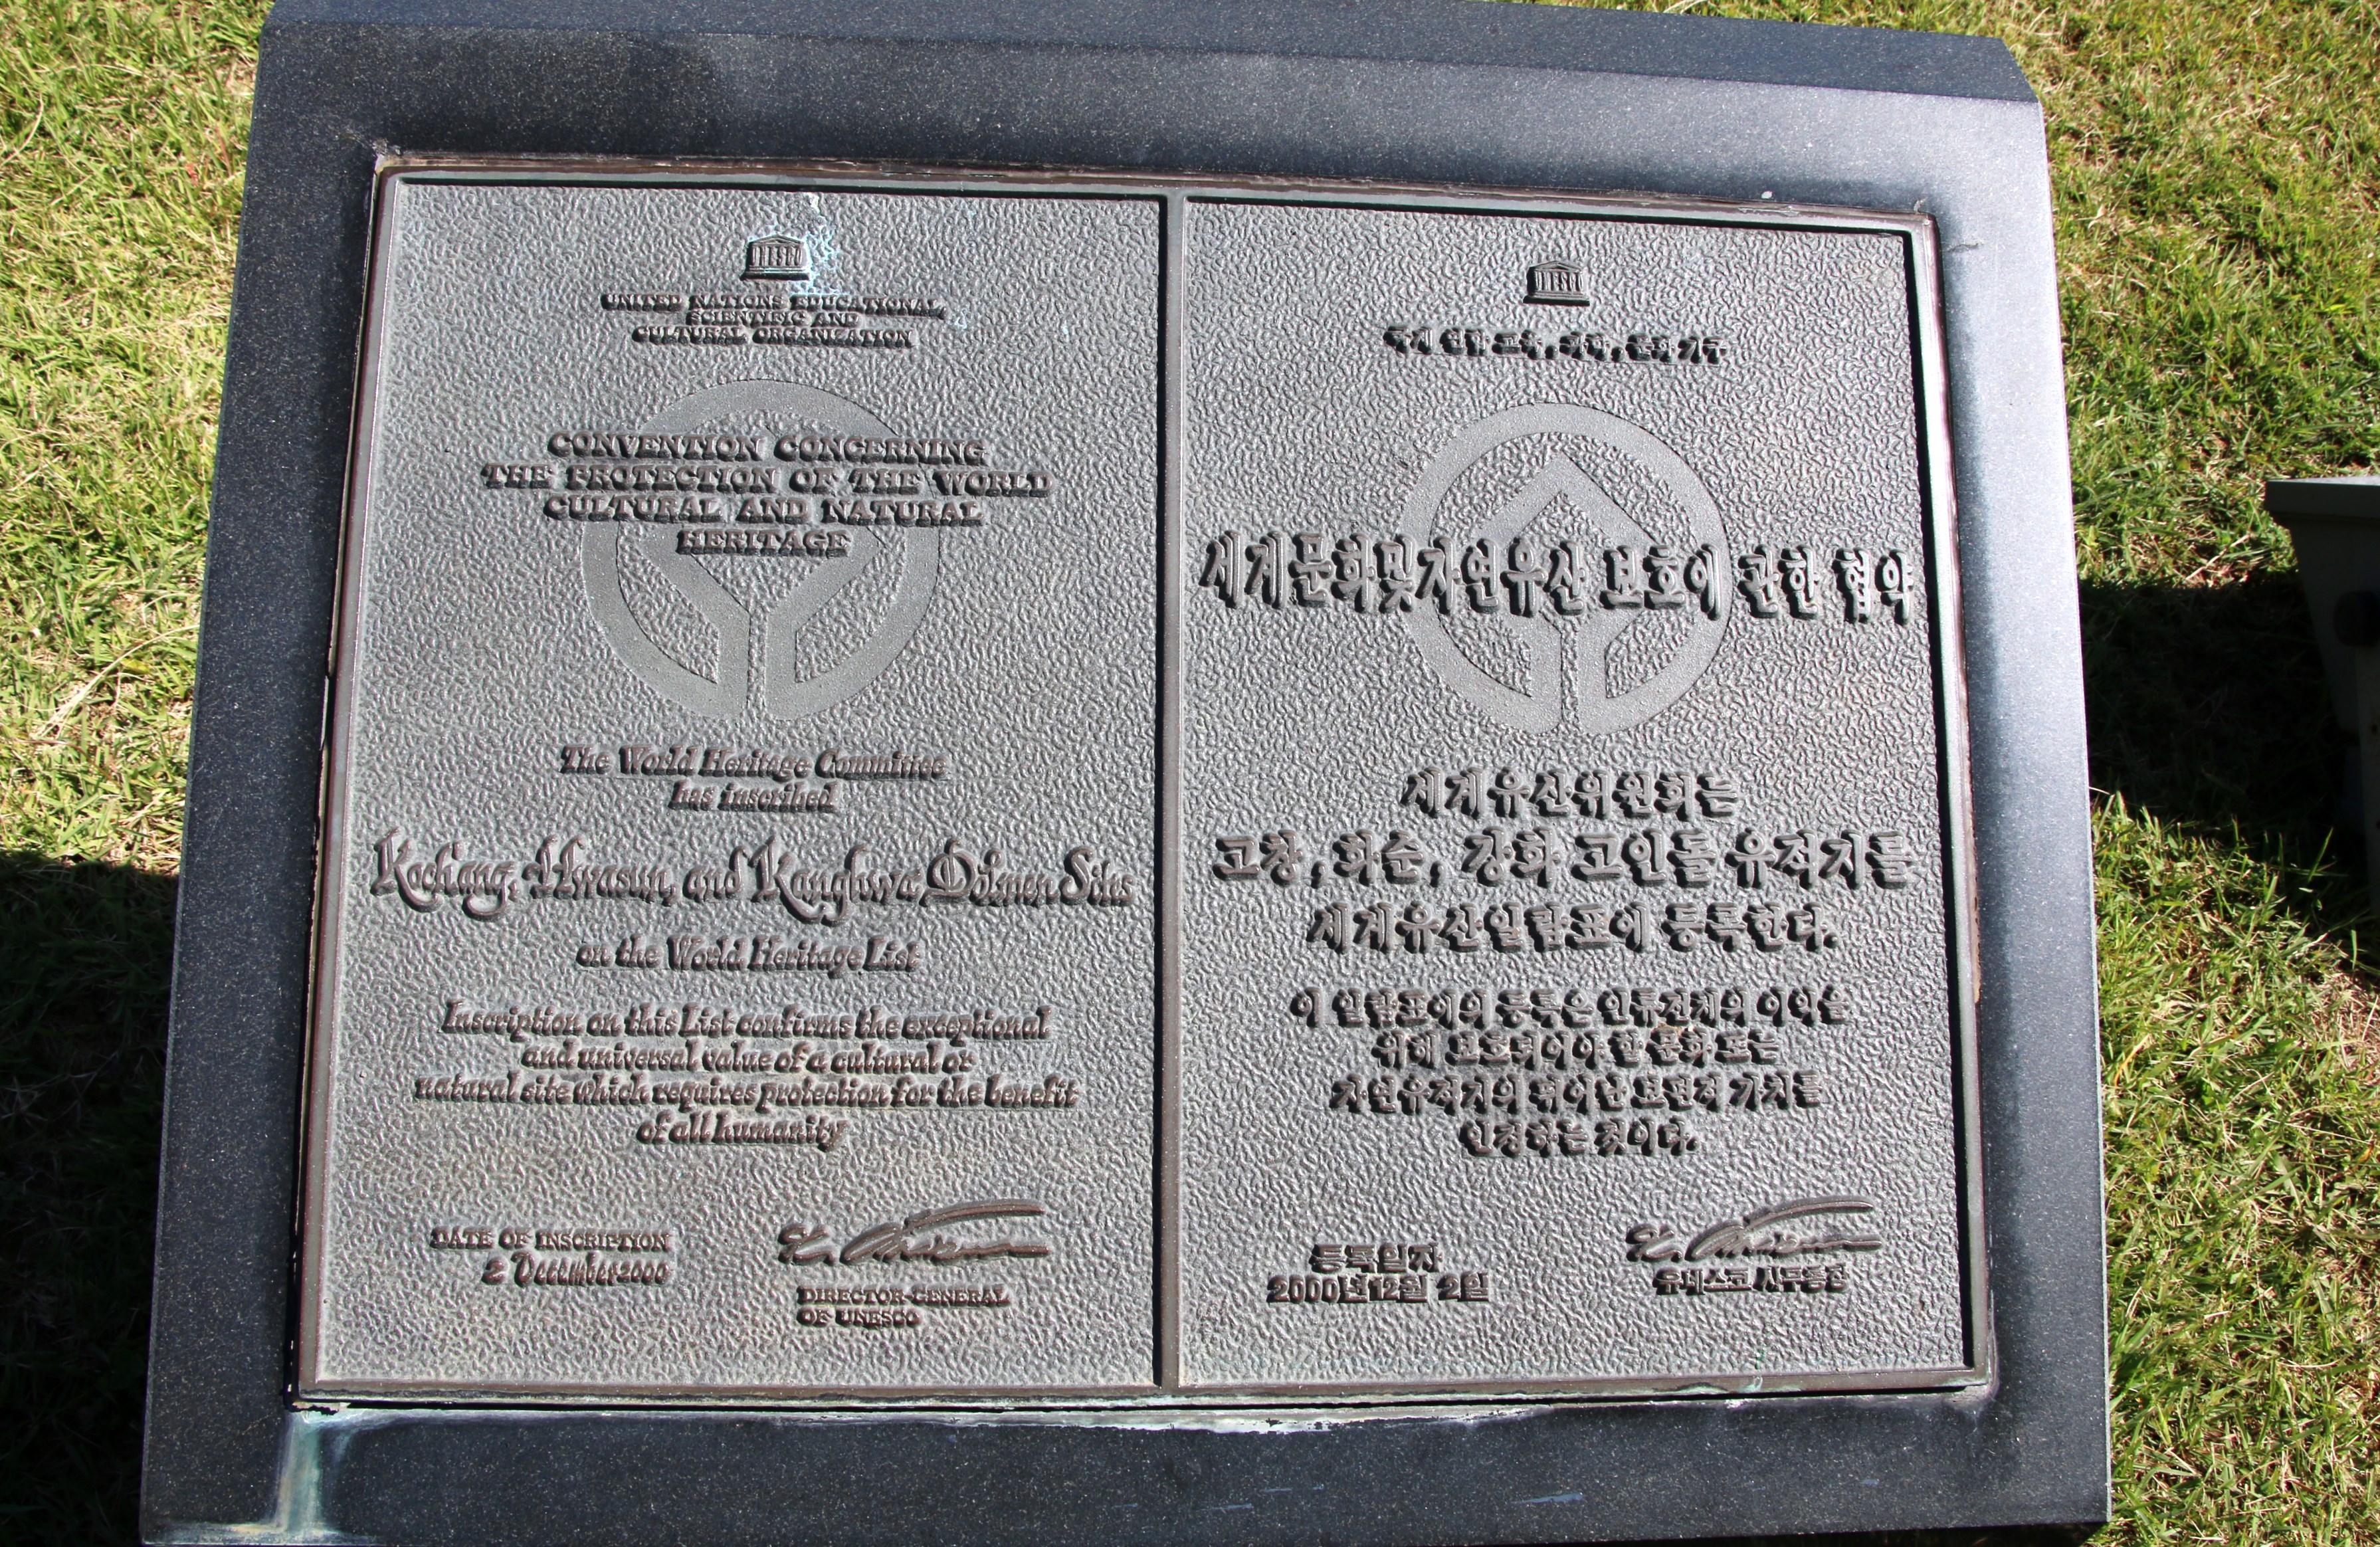 UNESCO
UNITED NATIONS EDUCATIONAL,
SCIENTIFIC AND
CULTURAL ORGANIZATION
CONVENTION CONCERNING
THE PROTECTION OF THE WORLD
CULTURAL AND NATURAL
HERITAGE
The World Heritage Committee
has inscribed
Kochang, Hwasun, and Kanghwa Dolmen Sites
on the World Heritage List
Inscription on this List confirms the exceptional
and universal value of a cultural or
natural site which requires protection for the benefit
of all humanity
DATE OF INSCRIPTION
2 December 2000
DIRECTOR-GENERAL
OF UNESCO
UNESCO
국제 연합 교육, 과학, 문화 기구
세계문화및자연유산 보호에 관한 협약
세계유산위원회는
고창, 화순, 강화 고인돌 유적지를
세계유산일람표에 등록한다.
이 일람표에의 등록은 인류전체의 이익을
위해 보호되어야 할 문화 또는
자연유적지의 뛰어난 보편적 가치를
인정하는 것이다.
등록일자
2000년12월 2일
유네스코 사무총장